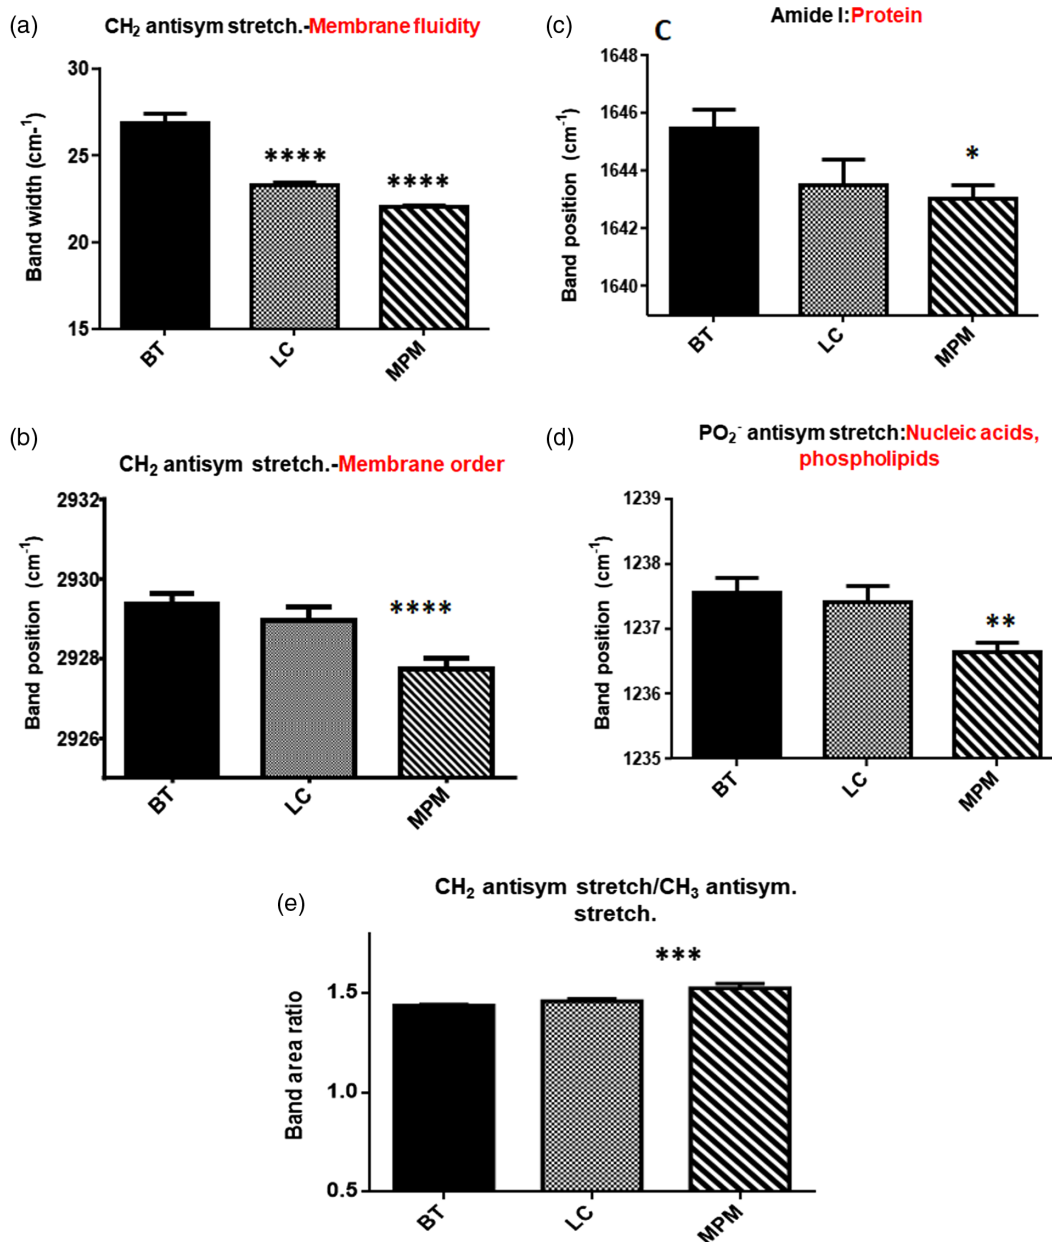 (a)
CH₂ antisym stretch.-Membrane fluidity
Band width (cm-¹)
30
25
20
15
****
****
BT
LC
MPM
(c)
Amide I:Protein
C
Band position (cm⁻¹)
1648
1646
1644
1642
1640
*
BT
LC
MPM
(b)
CH₂ antisym stretch.-Membrane order
Band position (cm⁻¹)
2932
2930
2928
2926
****
BT
LC
MPM
(d)
PO₂⁻ antisym stretch:Nucleic acids,
phospholipids
Band position (cm⁻¹)
1239
1238
1237
1236
1235
**
BT
LC
MPM
(e)
CH₂ antisym stretch/CH₃ antisym.
stretch.
Band area ratio
1.5
1.0
0.5
***
BT
LC
MPM